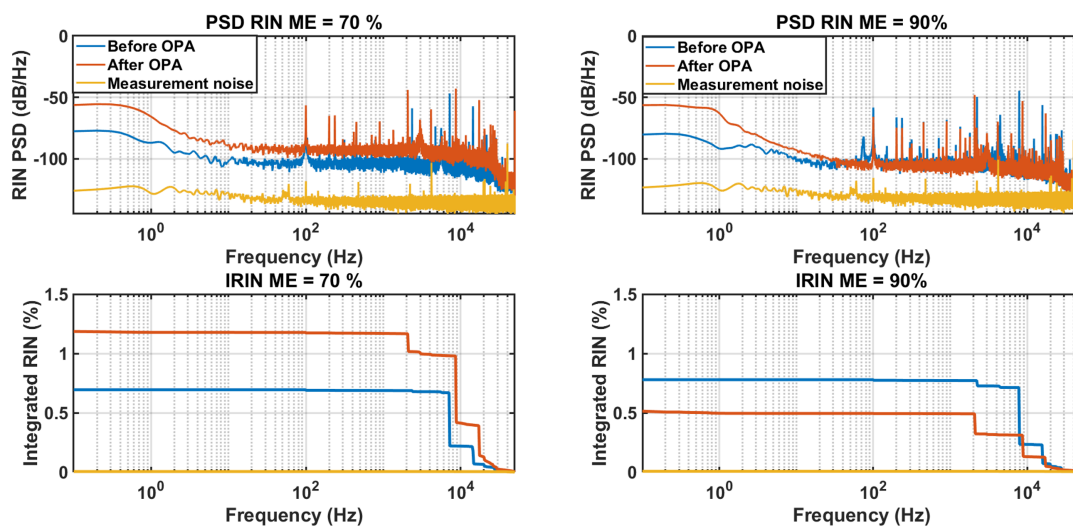 PSD RIN ME = 70 %
0
-50
-100
RIN PSD (dB/Hz)
Before OPA
After OPA
Measurement noise
10^0
10^2
10^4
Frequency (Hz)
PSD RIN ME = 90%
0
-50
-100
RIN PSD (dB/Hz)
Before OPA
After OPA
Measurement noise
10^0
10^2
10^4
Frequency (Hz)
IRIN ME = 70 %
1.5
1
0.5
0
Integrated RIN (%)
10^0
10^2
10^4
Frequency (Hz)
IRIN ME = 90%
1.5
1
0.5
0
Integrated RIN (%)
10^0
10^2
10^4
Frequency (Hz)